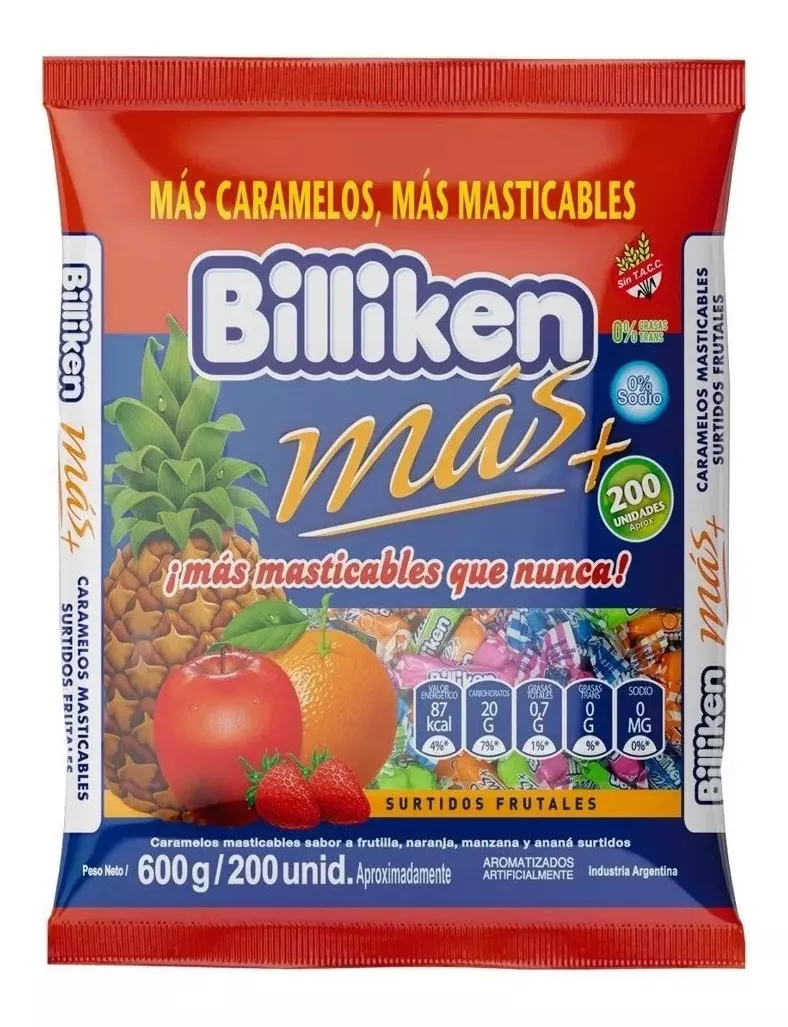 MÁS CARAMELOS, MÁS MASTICABLES
Billiken
más+
Sin T.A.C.C.
0% GRASAS
TRANS
0%
Sodio
200
UNIDADES
Aprox.
¡más masticables que nunca!
Billiken
más+
CARAMELOS MASTICABLES
SURTIDOS FRUTALES
CARAMELOS MASTICABLES
SURTIDOS FRUTALES
más+
Billiken
VALOR
ENERGÉTICO
87
kcal
4%*
CARBOHIDRATOS
20
G
7%*
GRASAS
TOTALES
0,7
G
1%*
GRASAS
TRANS
0
G
%*
SODIO
0
MG
0%*
SURTIDOS FRUTALES
Caramelos masticables sabor a frutilla, naranja, manzana y ananá surtidos
Peso Neto/ 600g/200unid. Aproximadamente
AROMATIZADOS
ARTIFICIALMENTE
Industria Argentina